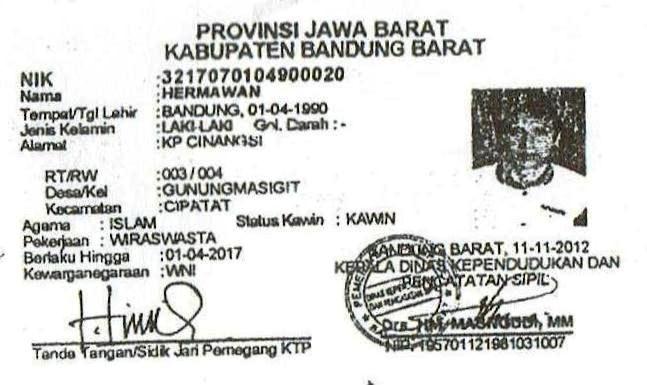 PROVINSI JAWA BARAT
KABUPATEN BANDUNG BARAT
NIK :3217070104900020
Nama :HERMAWAN
Tempat/Tgl Lahir :BANDUNG, 01-04-1990
Jenis Kelamin :LAKI-LAKI Gol. Darah : -
Alamat :KP CINANGSI
RT/RW :003 / 004
Desa/Kel :GUNUNGMASIGIT
Kecamatan :CIPATAT
Agama : ISLAM Status Kawin : KAWIN
Pekerjaan : WIRASWASTA
Berlaku Hingga :01-04-2017
Kewarganegaraan :WNI
BANDUNG BARAT, 11-11-2012
KEPALA DINAS KEPENDUDUKAN DAN
PENCATATAN SIPIL
MM
NIP. 195701121981031007
Tanda Tangan/Sidik Jari Pemegang KTP